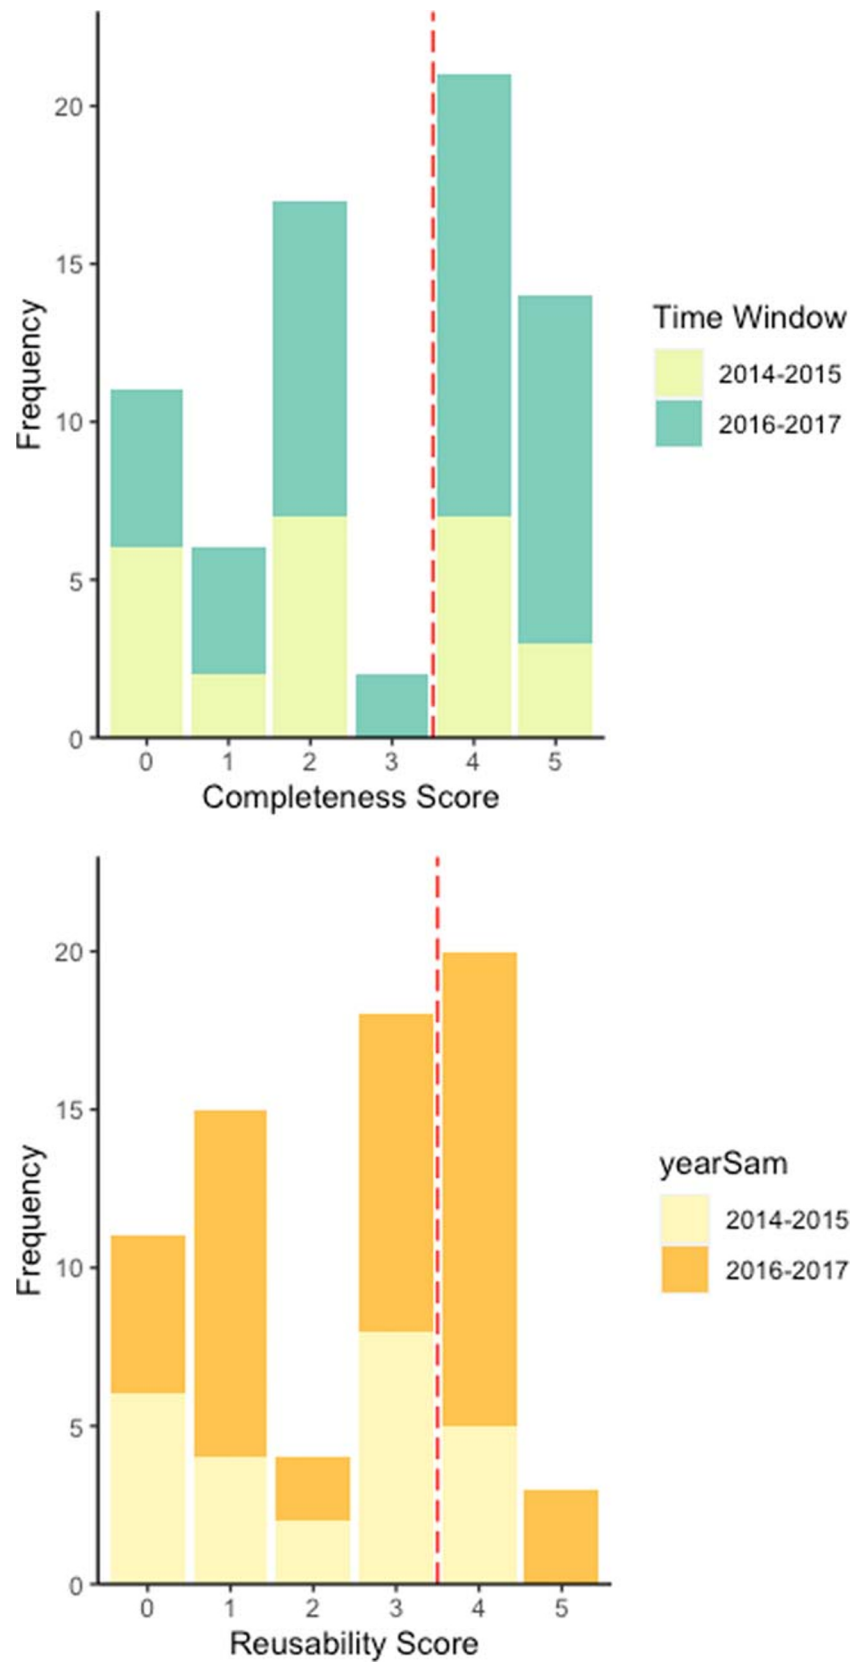 20
15
10
5
0
Frequency
0 1 2 3 4 5
Completeness Score
Time Window
2014-2015
2016-2017
20
15
10
5
0
Frequency
0 1 2 3 4 5
Reusability Score
yearSam
2014-2015
2016-2017